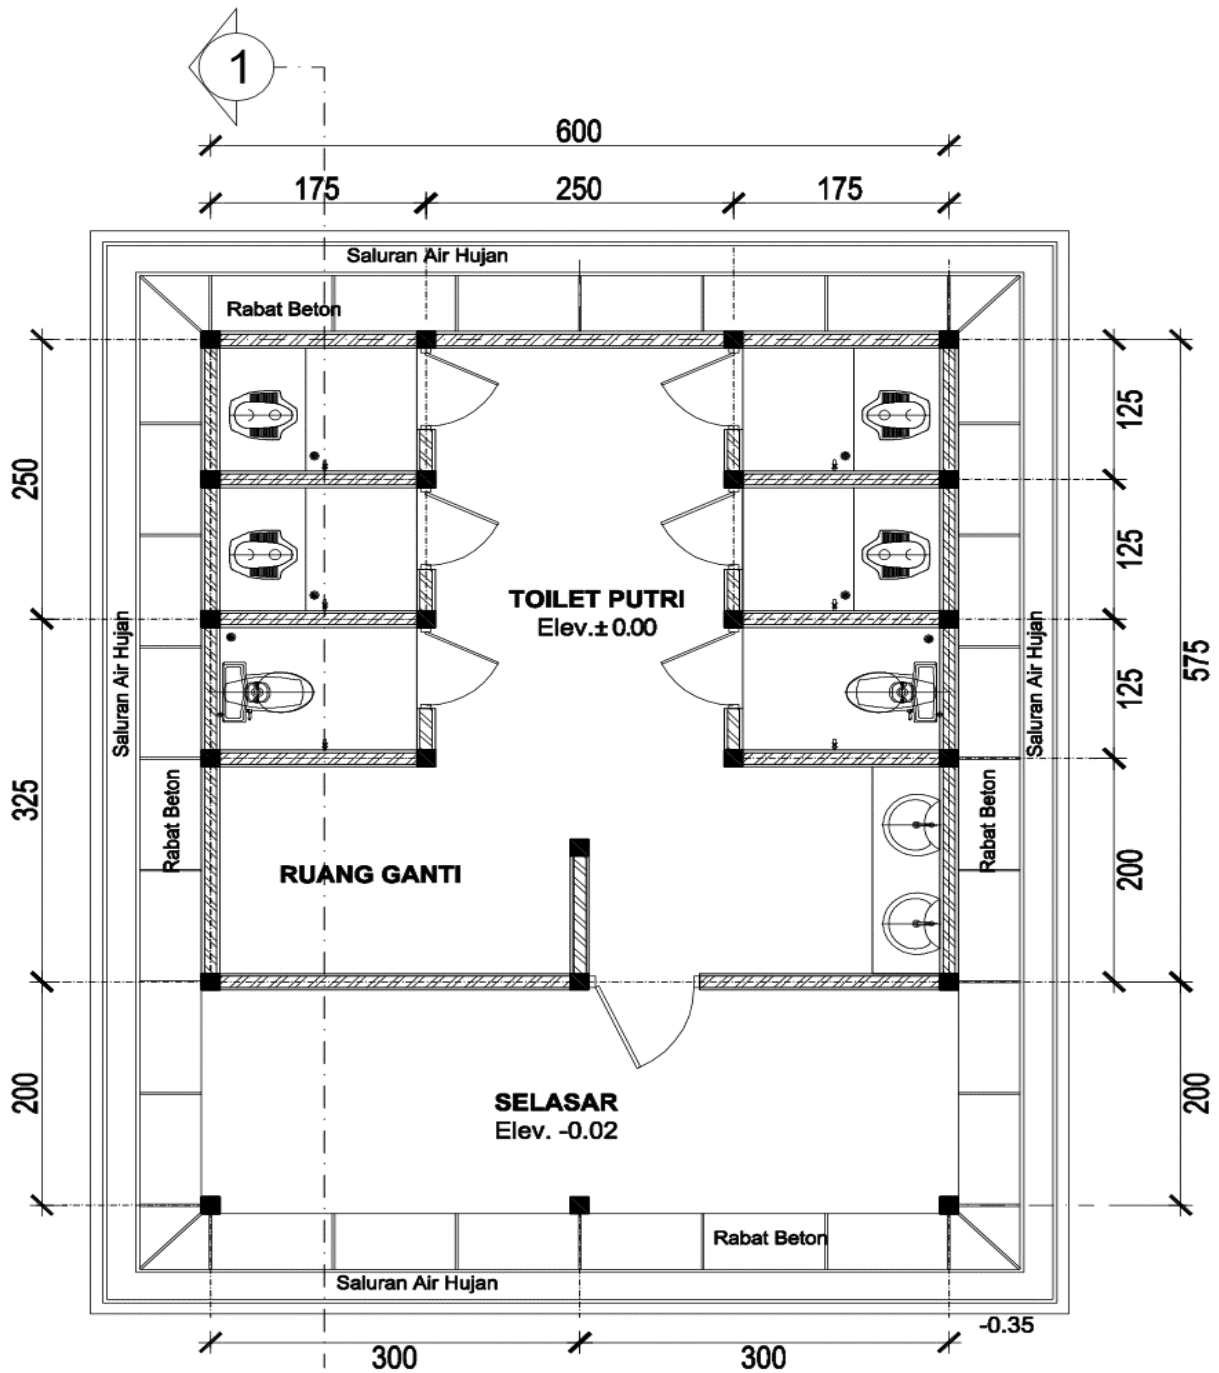 1
600
175
250
175
Saluran Air Hujan
Rabat Beton
125
250
125
TOILET PUTRI
Elev.± 0.00
Saluran Air Hujan
Saluran Air Hujan
125
575
325
Rabat Beton
Rabat Beton
RUANG GANTI
200
200
SELASAR
Elev. -0.02
200
Rabat Beton
Saluran Air Hujan
-0.35
300
300